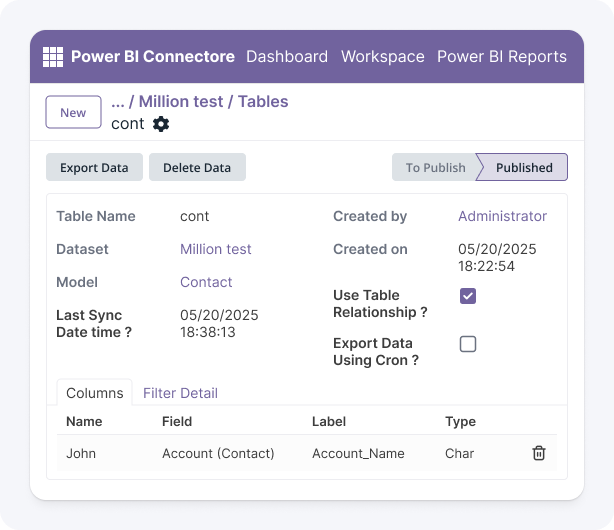 Power BI Connectore Dashboard Workspace Power BI Reports
New
... / Million test / Tables
cont
Export Data Delete Data To Publish Published
Table Name cont Created by Administrator
Dataset Million test Created on 05/20/2025
18:22:54
Model Contact
Last Sync
Date time ? 05/20/2025
18:38:13
Use Table
Relationship ?
Export Data
Using Cron ?
Columns Filter Detail
Name Field Label Type
John Account (Contact) Account_Name Char